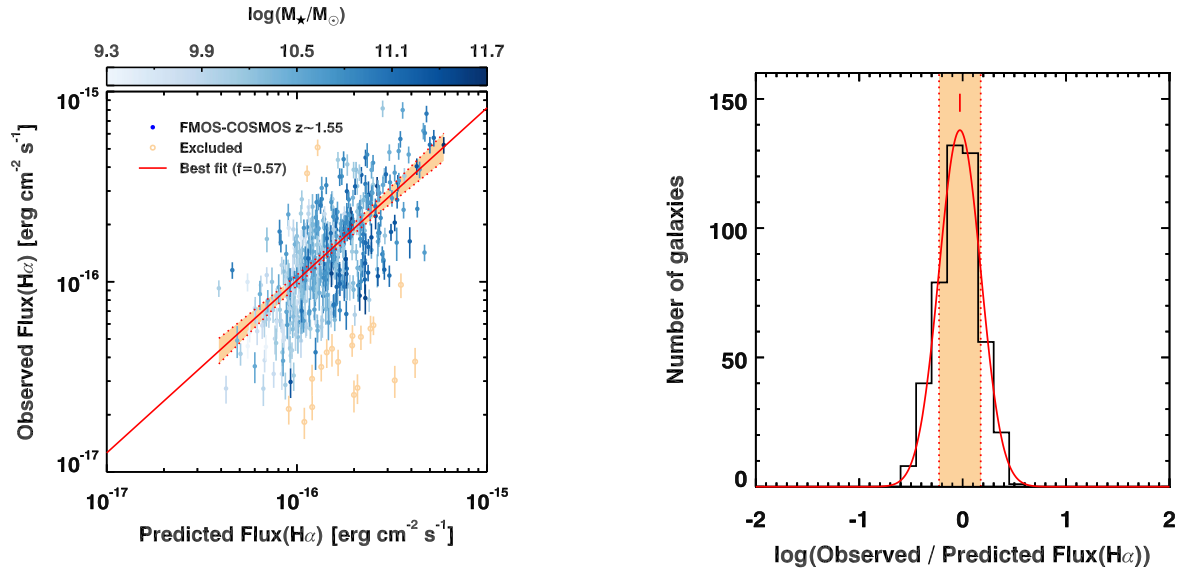 log(M★/M⊙)
9.3 9.9 10.5 11.1 11.7
10⁻¹⁵
FMOS-COSMOS z~1.55
Excluded
Best fit (f=0.57)
10⁻¹⁶
10⁻¹⁷
Observed Flux(Hα) [erg cm⁻² s⁻¹]
10⁻¹⁷ 10⁻¹⁶ 10⁻¹⁵
Predicted Flux(Hα) [erg cm⁻² s⁻¹]
150
100
50
0
Number of galaxies
-2 -1 0 1 2
log(Observed / Predicted Flux(Hα))